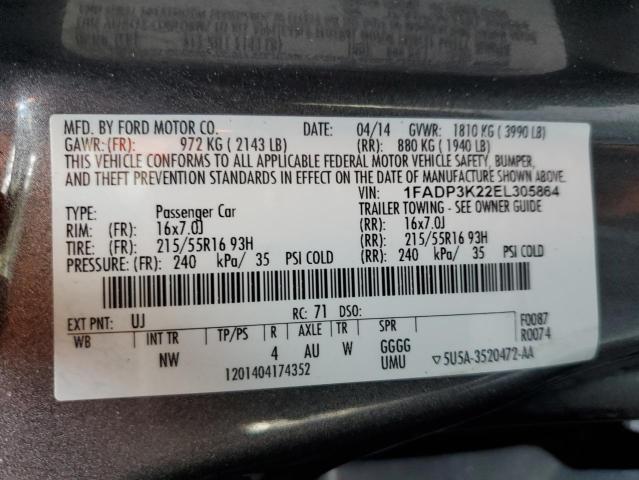 MFD. BY FORD MOTOR CO. DATE: 04/14 GVWR: 1810 KG ( 3990 LB)
GAWR: (FR): 972 KG ( 2143 LB) (RR): 880 KG ( 1940 LB)
THIS VEHICLE CONFORMS TO ALL APPLICABLE FEDERAL MOTOR VEHICLE SAFETY, BUMPER,
AND THEFT PREVENTION STANDARDS IN EFFECT ON THE DATE OF MANUFACTURE SHOWN ABOVE.
VIN: 1FADP3K22EL305864
TYPE: Passenger Car TRAILER TOWING - SEE OWNER GUIDE
RIM: (FR): 16x7.0J (RR): 16x7.0J
TIRE: (FR): 215/55R16 93H (RR): 215/55R16 93H
PRESSURE: (FR): 240 kPa/ 35 PSI COLD (RR): 240 kPa/ 35 PSI COLD
EXT PNT: UJ RC: 71 DSO: F0087
WB INT TR TP/PS R AXLE TR SPR R0074
NW 4 AU W GGGG
UMU ▽5U5A-3520472-AA
1201404174352